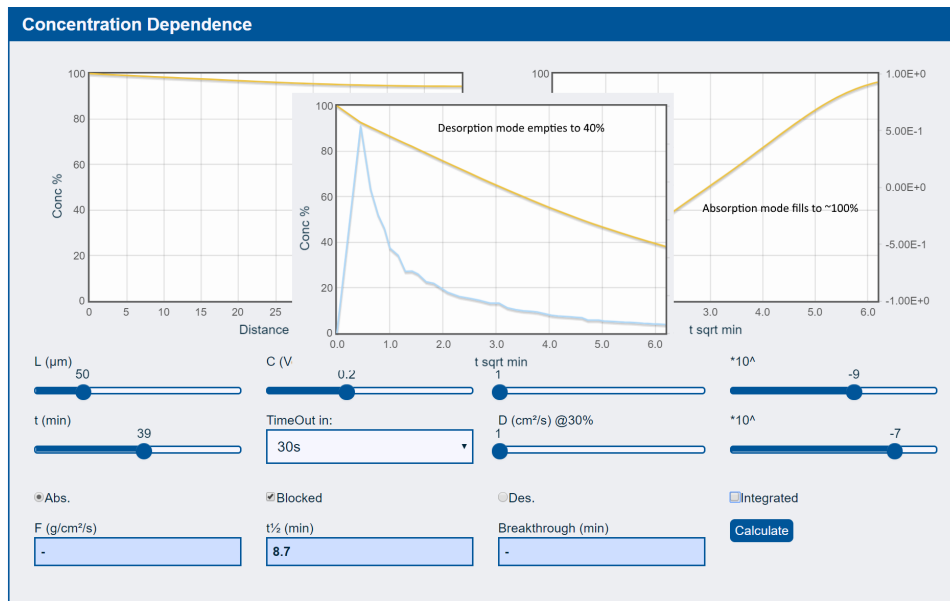 Concentration Dependence
100
80
60
40
20
0
Conc %
0 5 10 15 20 25
Distance
100
80
60
40
20
0
Conc %
Desorption mode empties to 40%
0.0 1.0 2.0 3.0 4.0 5.0 6.0
t sqrt min
100
Absorption mode fills to ~100%
1.00E+0
5.00E-1
0.00E+0
-5.00E-1
-1.00E+0
3.0 4.0 5.0 6.0
t sqrt min
L (µm) C (V *10^
50 0.2 1 -9
t (min) TimeOut in: D (cm²/s) @30% *10^
39 30s 1 -7
Abs. Blocked Des. Integrated
F (g/cm²/s) t½ (min) Breakthrough (min) Calculate
- 8.7 -